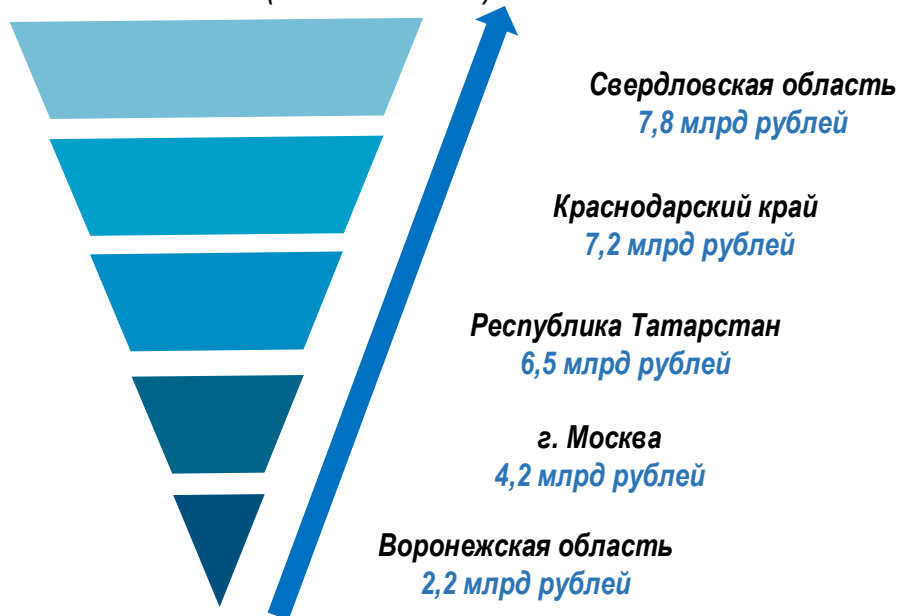 Свердловская область
7,8 млрд рублей
Краснодарский край
7,2 млрд рублей
Республика Татарстан
6,5 млрд рублей
г. Москва
4,2 млрд рублей
Воронежская область
2,2 млрд рублей